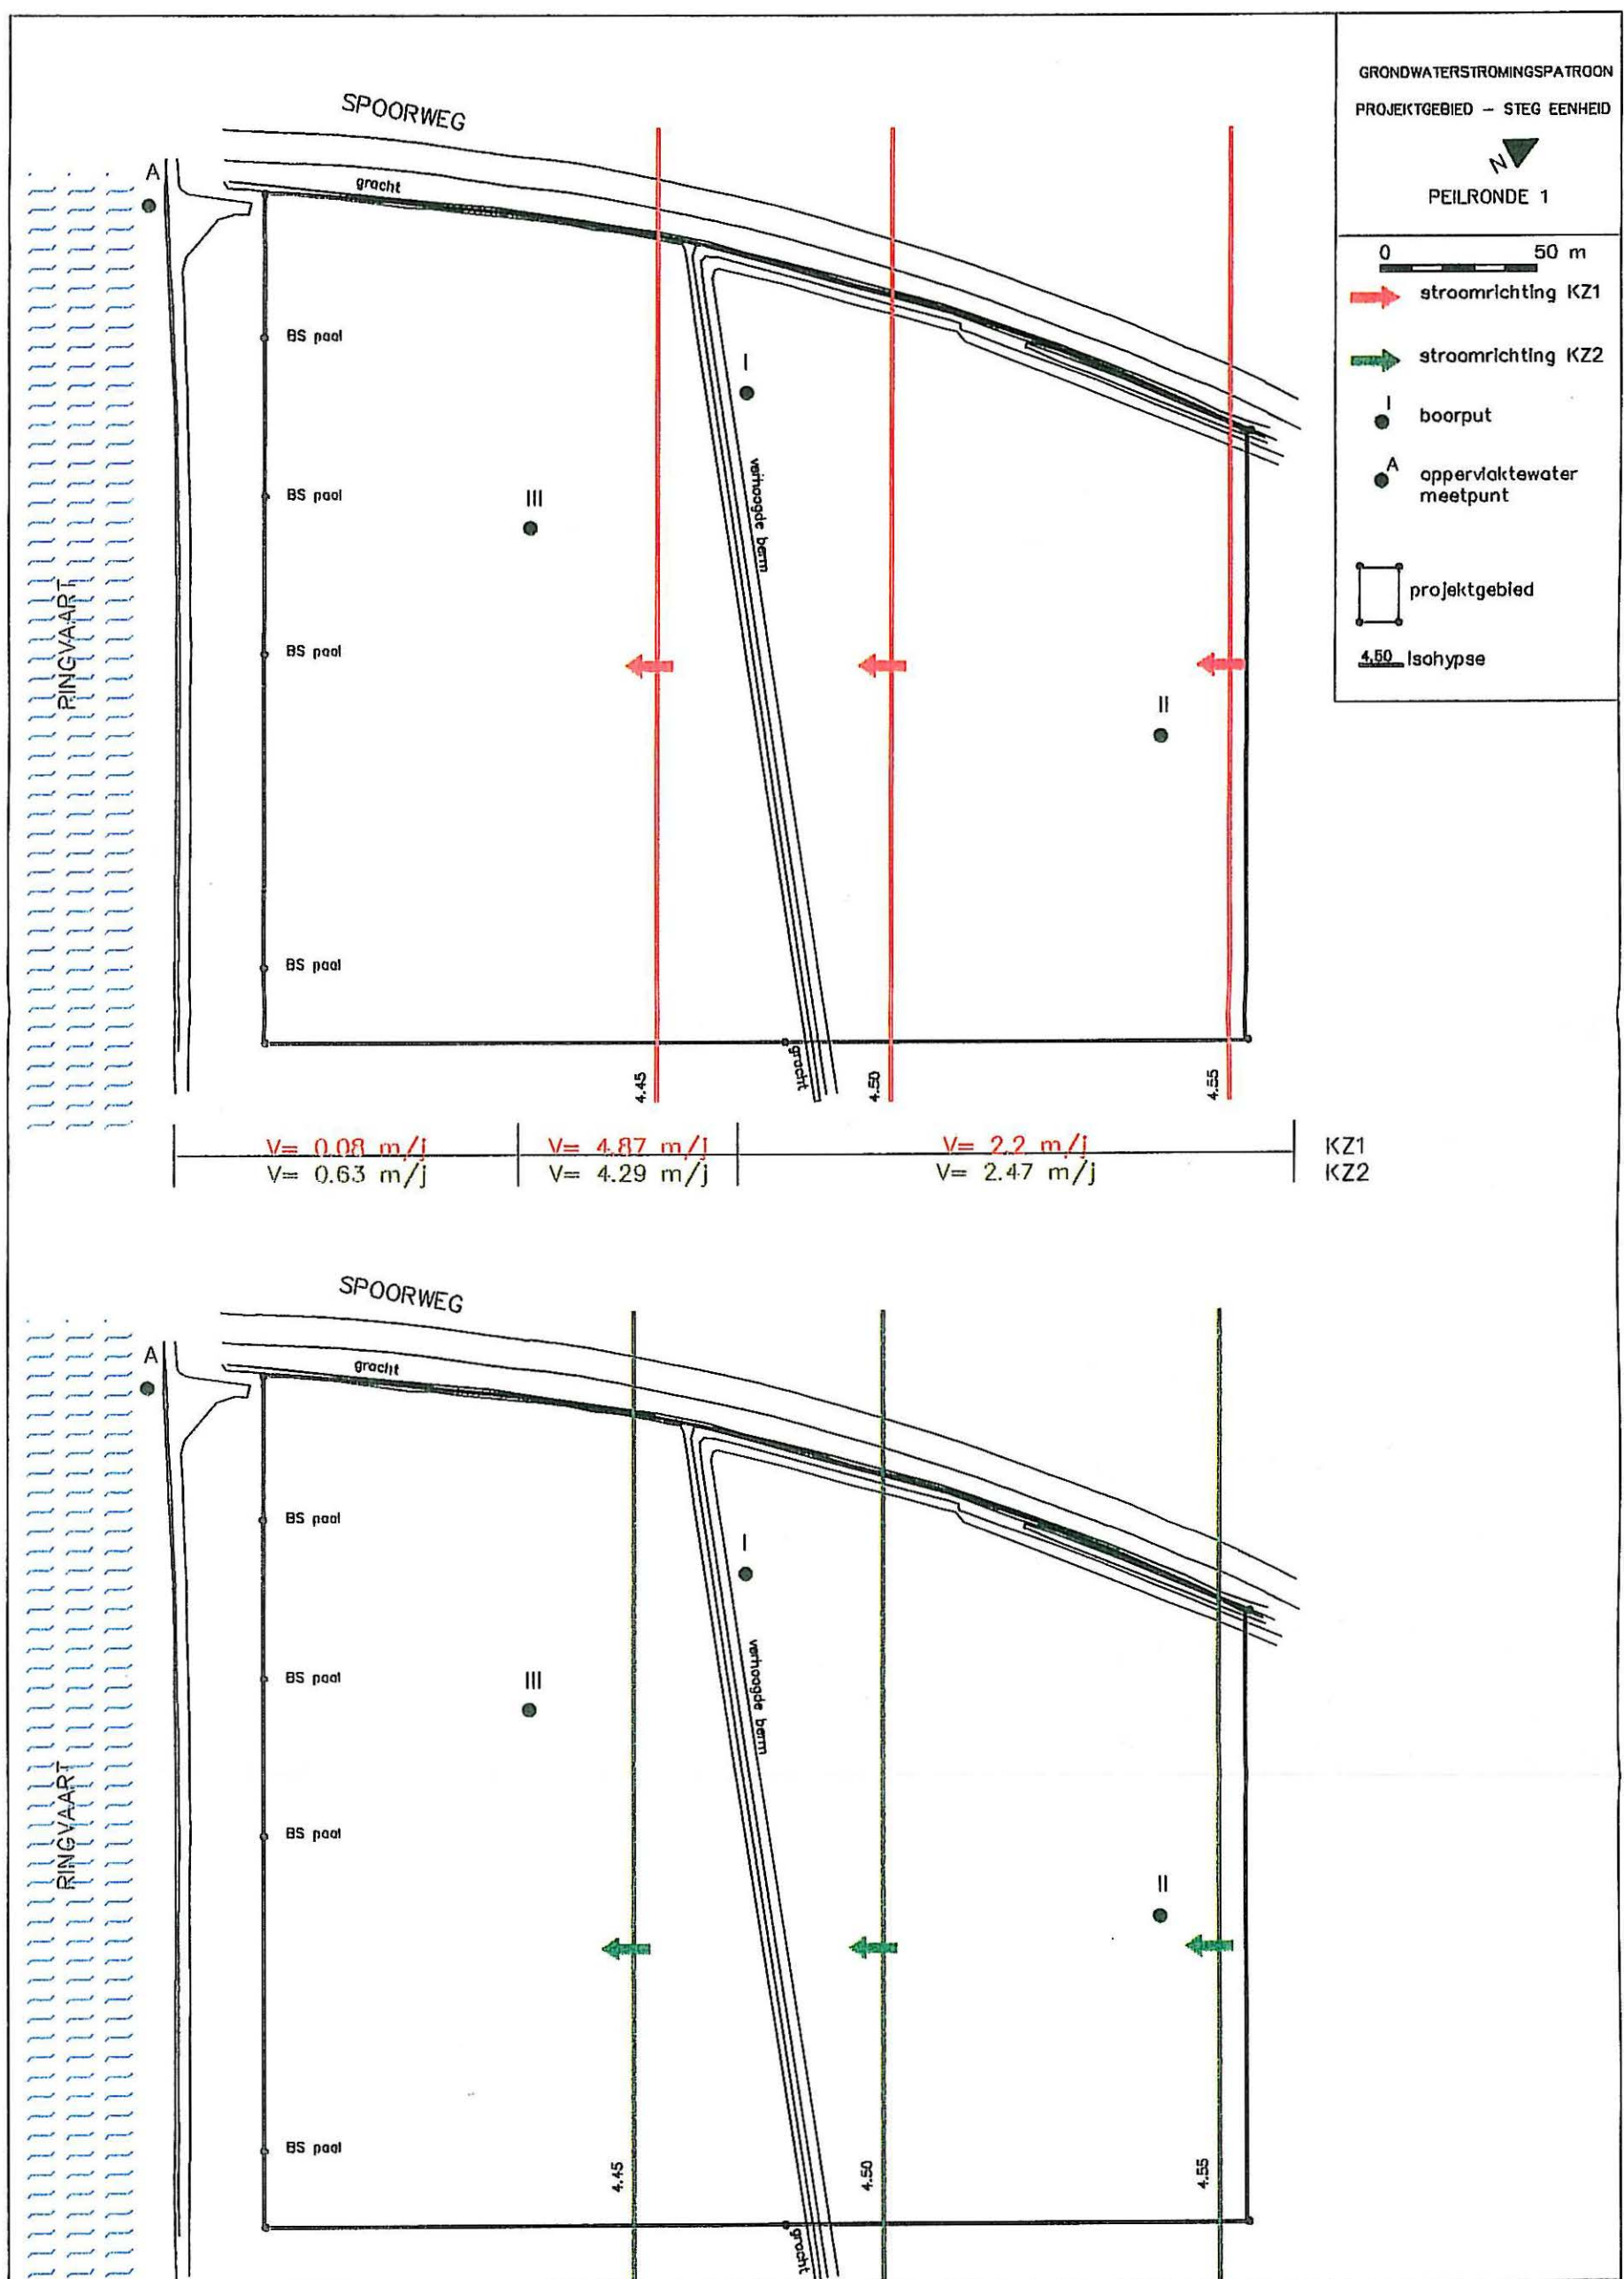 GRONDWATERSTROMINGSPATROON
PROJEKTGEBIED – STEG EENHEID
N
PEILRONDE 1
0 50 m
stroomrichting KZ1
stroomrichting KZ2
I
boorput
A
oppervlaktewater
meetpunt
projektgebied
4.50 Isohypse
SPOORWEG
A
gracht
BS paal
I
BS paal
III
verhoogde berm
RINGVAART
BS paal
II
BS paal
gracht
4.45
4.50
4.55
V= 0.08 m/j V= 4.87 m/j V= 2.2 m/j KZ1
V= 0.63 m/j V= 4.29 m/j V= 2.47 m/j KZ2
SPOORWEG
A
gracht
BS paal
I
BS paal
III
verhoogde berm
RINGVAART
BS paal
II
BS paal
4.45
4.50
4.55
gracht